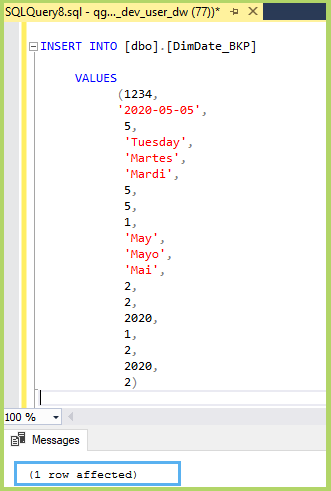 SQLQuery8.sql - qg..._dev_user_dw (77))*
INSERT INTO [dbo].[DimDate_BKP]
VALUES
(1234,
'2020-05-05',
5,
'Tuesday',
'Martes',
'Mardi',
5,
5,
1,
'May',
'Mayo',
'Mai',
2,
2,
2020,
1,
2,
2020,
2)
100 %
Messages
(1 row affected)